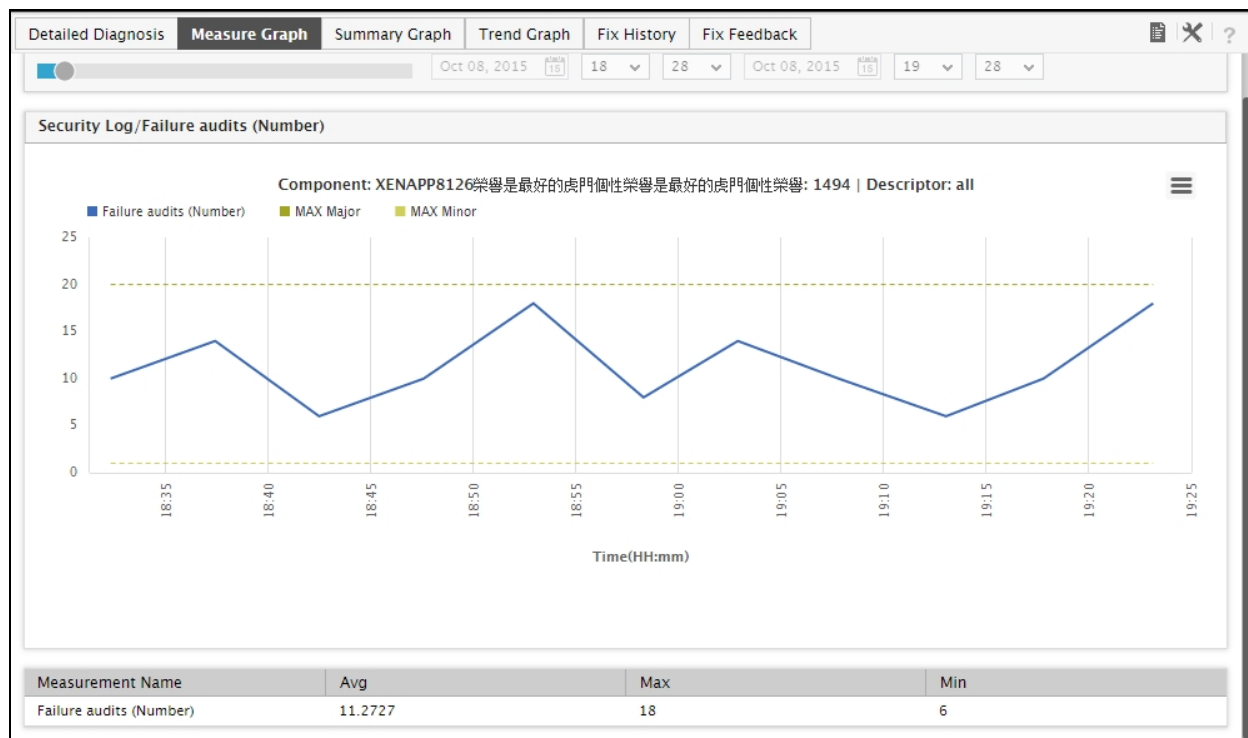 Detailed Diagnosis Measure Graph Summary Graph Trend Graph Fix History Fix Feedback ?
Oct 08, 2015 15 18 28 Oct 08, 2015 15 19 28
Security Log/Failure audits (Number)
Component: XENAPP8126榮譽是最好的虎門個性榮譽是最好的虎門個性榮譽: 1494 | Descriptor: all
Failure audits (Number) MAX Major MAX Minor
25
20
15
10
5
0
18:35 18:40 18:45 18:50 18:55 19:00 19:05 19:10 19:15 19:20 19:25
Time(HH:mm)
Measurement Name Avg Max Min
Failure audits (Number) 11.2727 18 6